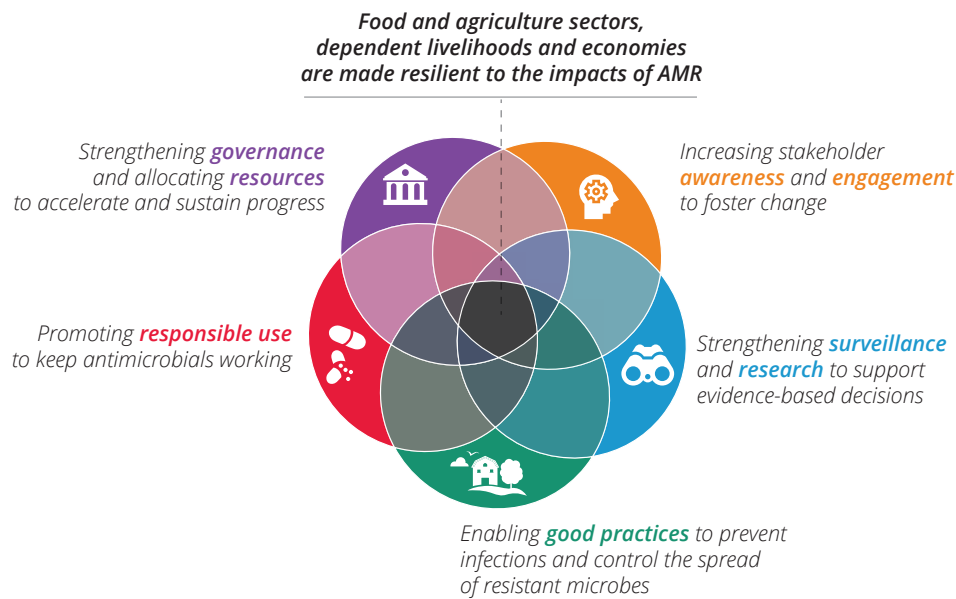 Food and agriculture sectors,
dependent livelihoods and economies
are made resilient to the impacts of AMR
Strengthening governance
and allocating resources
to accelerate and sustain progress
Increasing stakeholder
awareness and engagement
to foster change
Promoting responsible use
to keep antimicrobials working
Strengthening surveillance
and research to support
evidence-based decisions
Enabling good practices to prevent
infections and control the spread
of resistant microbes